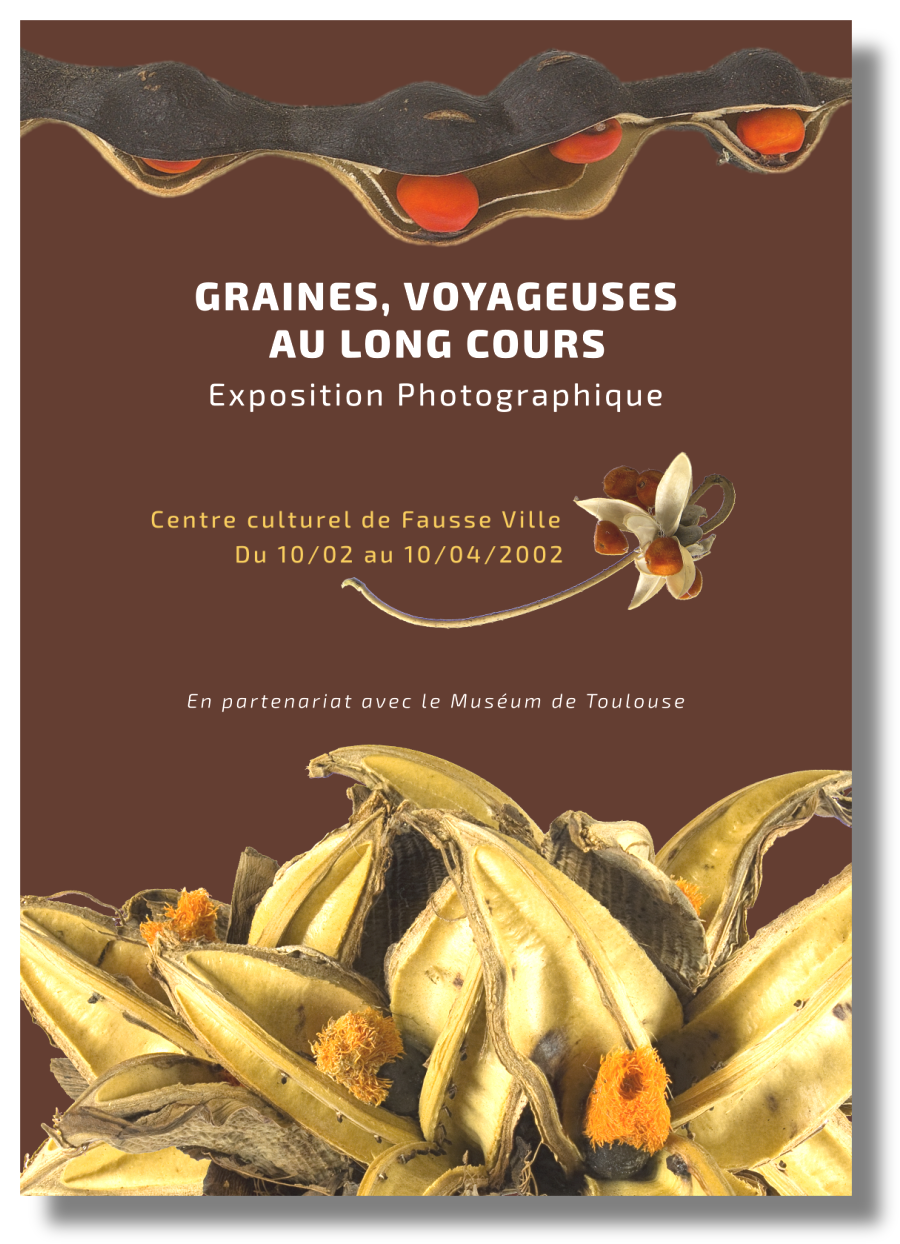 GRAINES, VOYAGEUSES
AU LONG COURS
Exposition Photographique
Centre culturel de Fausse Ville
Du 10/02 au 10/04/2002
En partenariat avec le Muséum de Toulouse